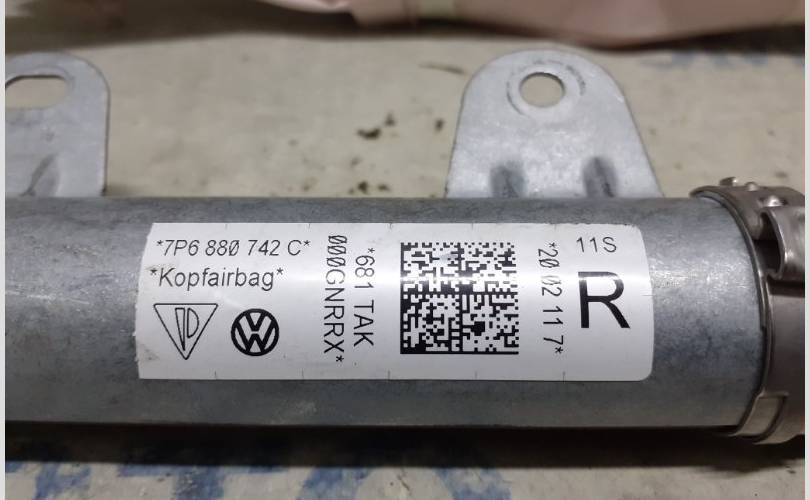 *7P6 880 742 C*
*Kopfairbag*
*681 TAK
000GNRRX*
*20 02 11 7*
11S
R